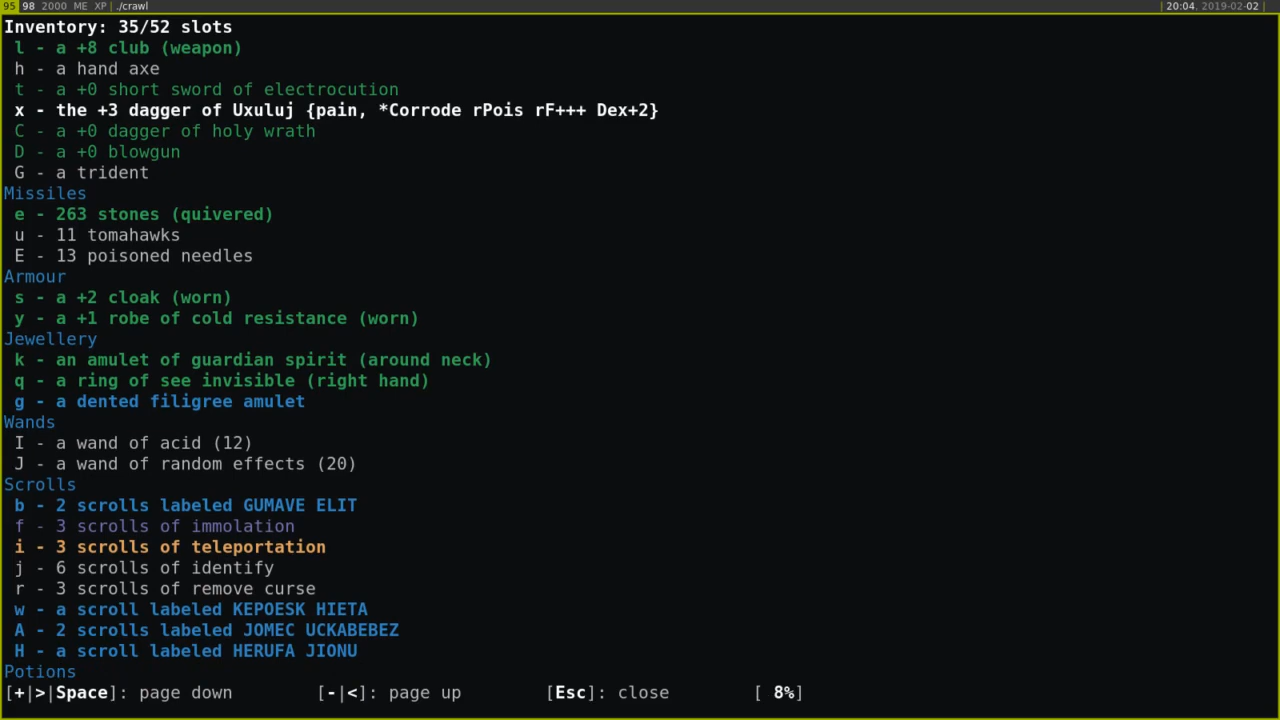 95 98 2000 ME XP | ./crawl | 20:04. 2019-02-02 |
Inventory: 35/52 slots
l - a +8 club (weapon)
h - a hand axe
t - a +0 short sword of electrocution
x - the +3 dagger of Uxuluj {pain, *Corrode rPois rF+++ Dex+2}
C - a +0 dagger of holy wrath
D - a +0 blowgun
G - a trident
Missiles
e - 263 stones (quivered)
u - 11 tomahawks
E - 13 poisoned needles
Armour
s - a +2 cloak (worn)
y - a +1 robe of cold resistance (worn)
Jewellery
k - an amulet of guardian spirit (around neck)
q - a ring of see invisible (right hand)
g - a dented filigree amulet
Wands
I - a wand of acid (12)
J - a wand of random effects (20)
Scrolls
b - 2 scrolls labeled GUMAVE ELIT
f - 3 scrolls of immolation
i - 3 scrolls of teleportation
j - 6 scrolls of identify
r - 3 scrolls of remove curse
w - a scroll labeled KEPOESK HIETA
A - 2 scrolls labeled JOMEC UCKABEBEZ
H - a scroll labeled HERUFA JIONU
Potions
[+|>|Space]: page down [-|<]: page up [Esc]: close [ 8%]